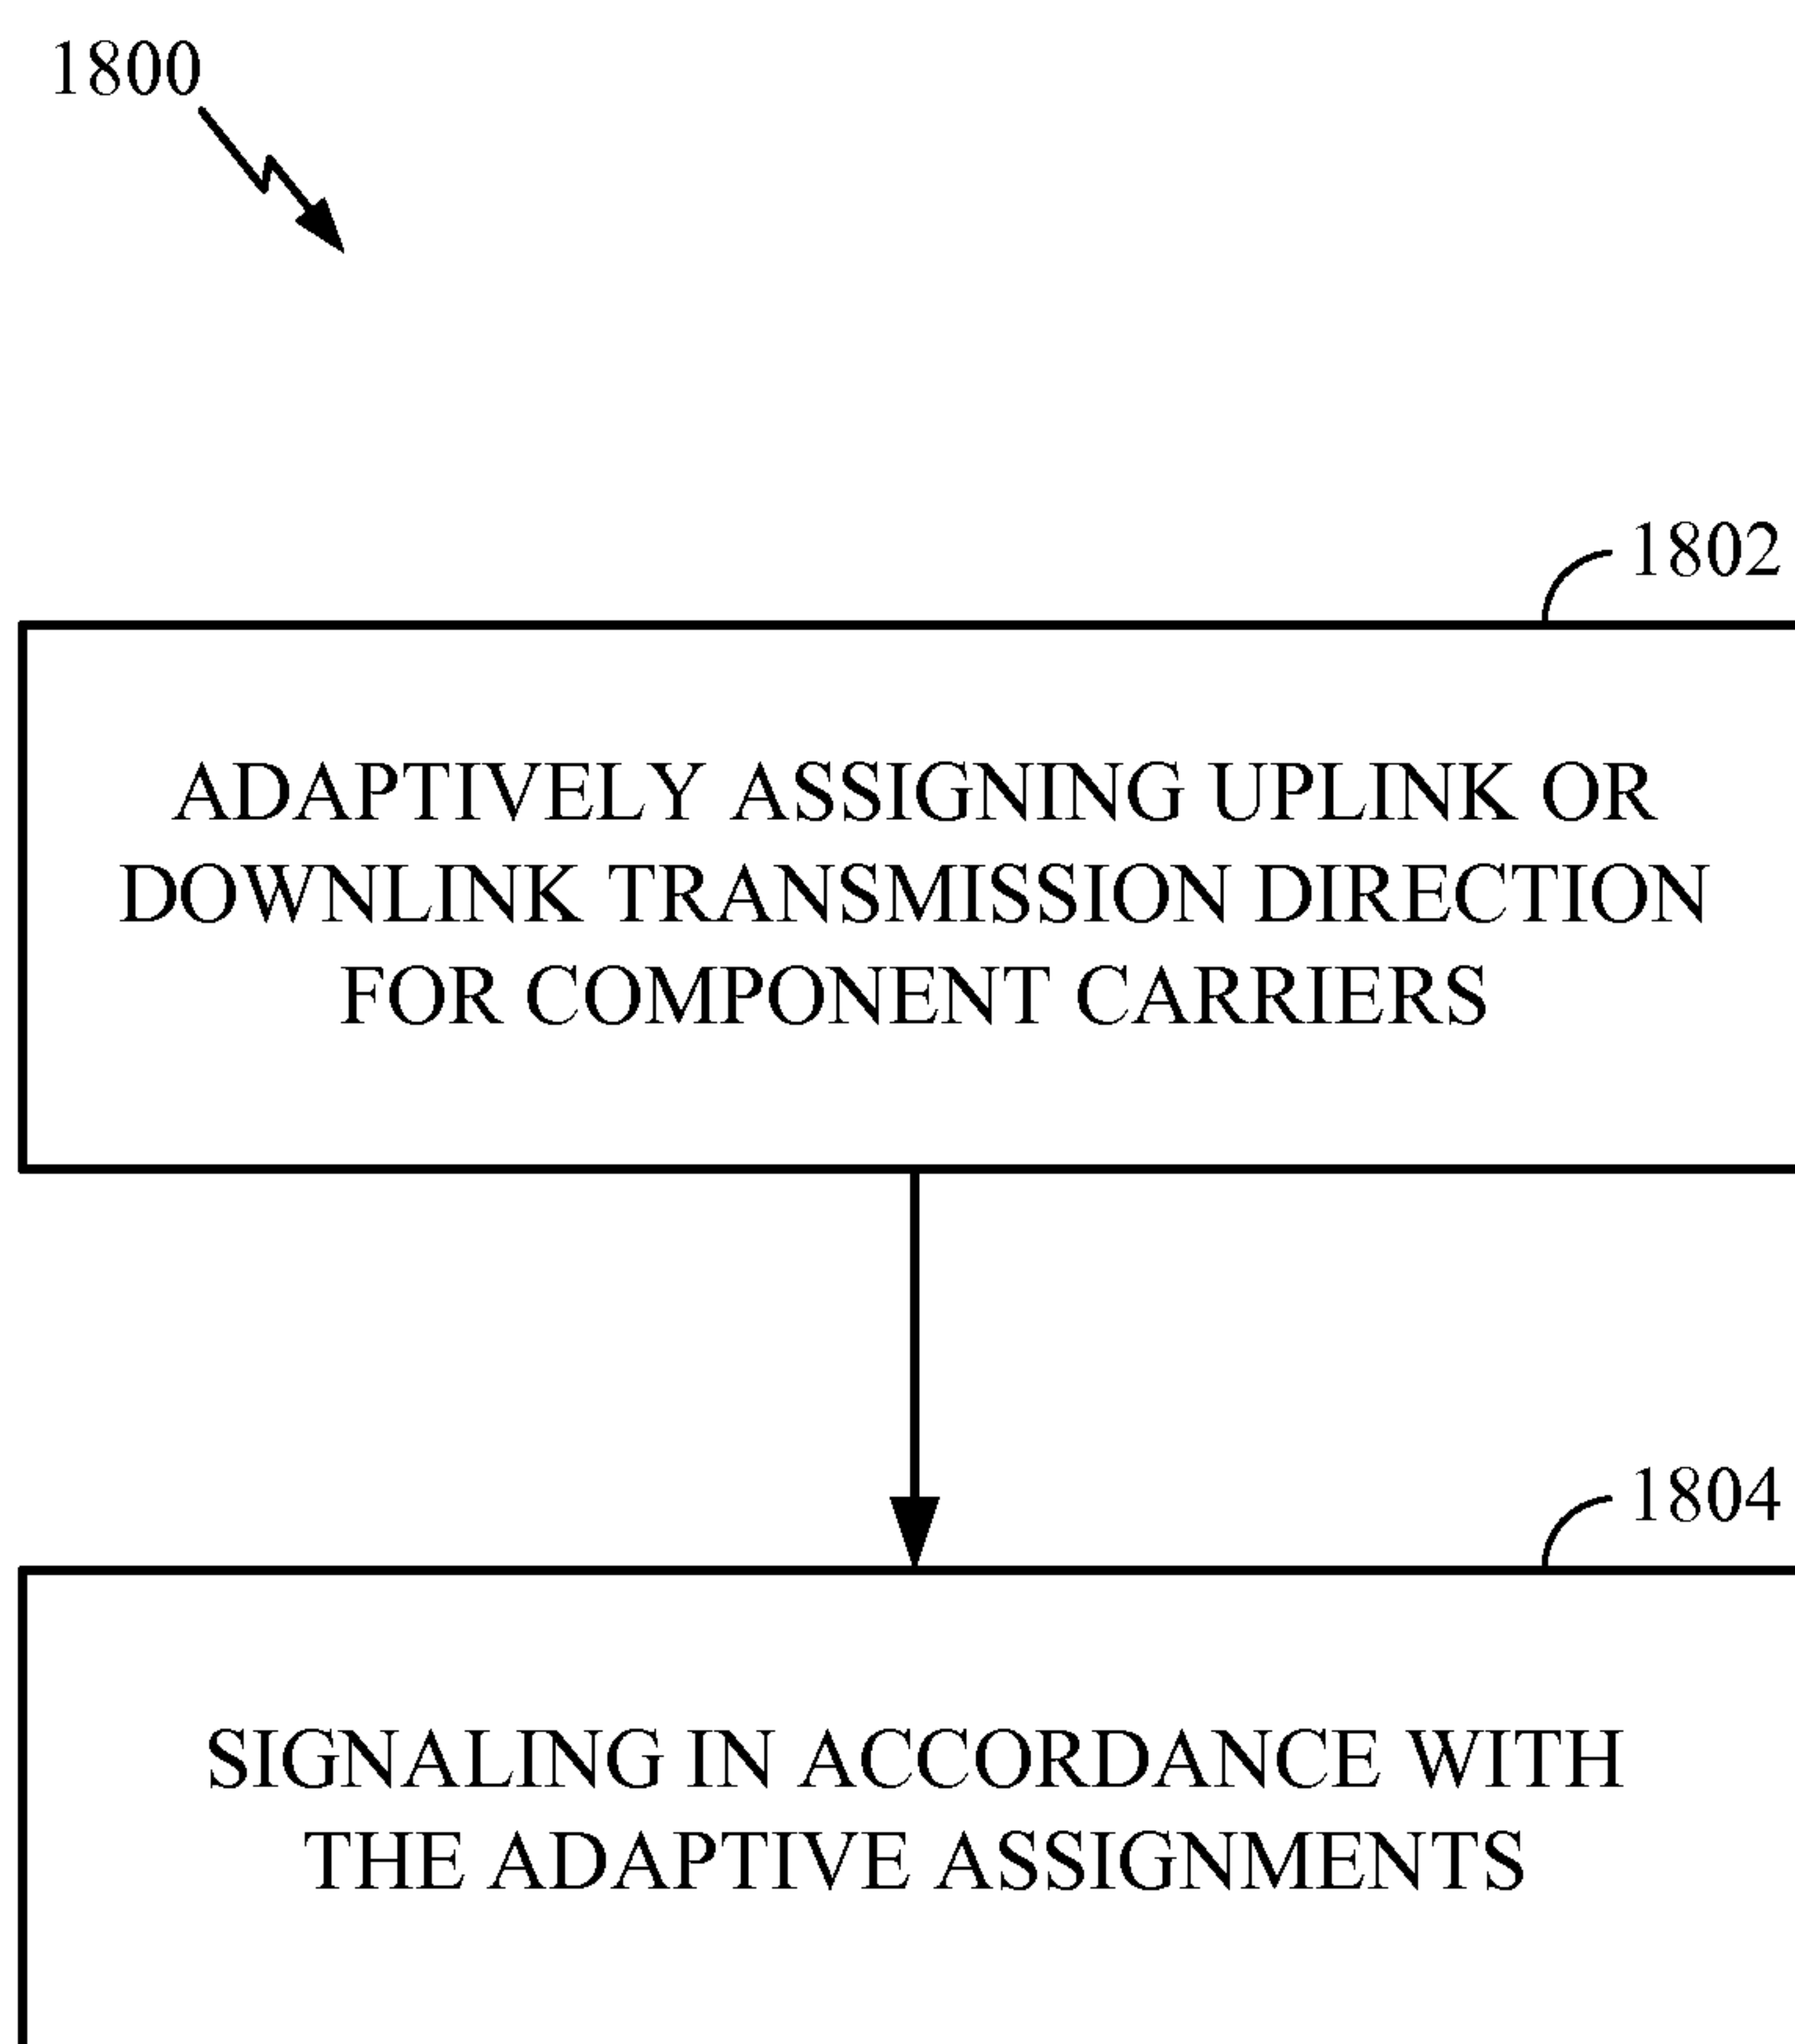 1800
1802
ADAPTIVELY ASSIGNING UPLINK OR
DOWNLINK TRANSMISSION DIRECTION
FOR COMPONENT CARRIERS
1804
SIGNALING IN ACCORDANCE WITH
THE ADAPTIVE ASSIGNMENTS